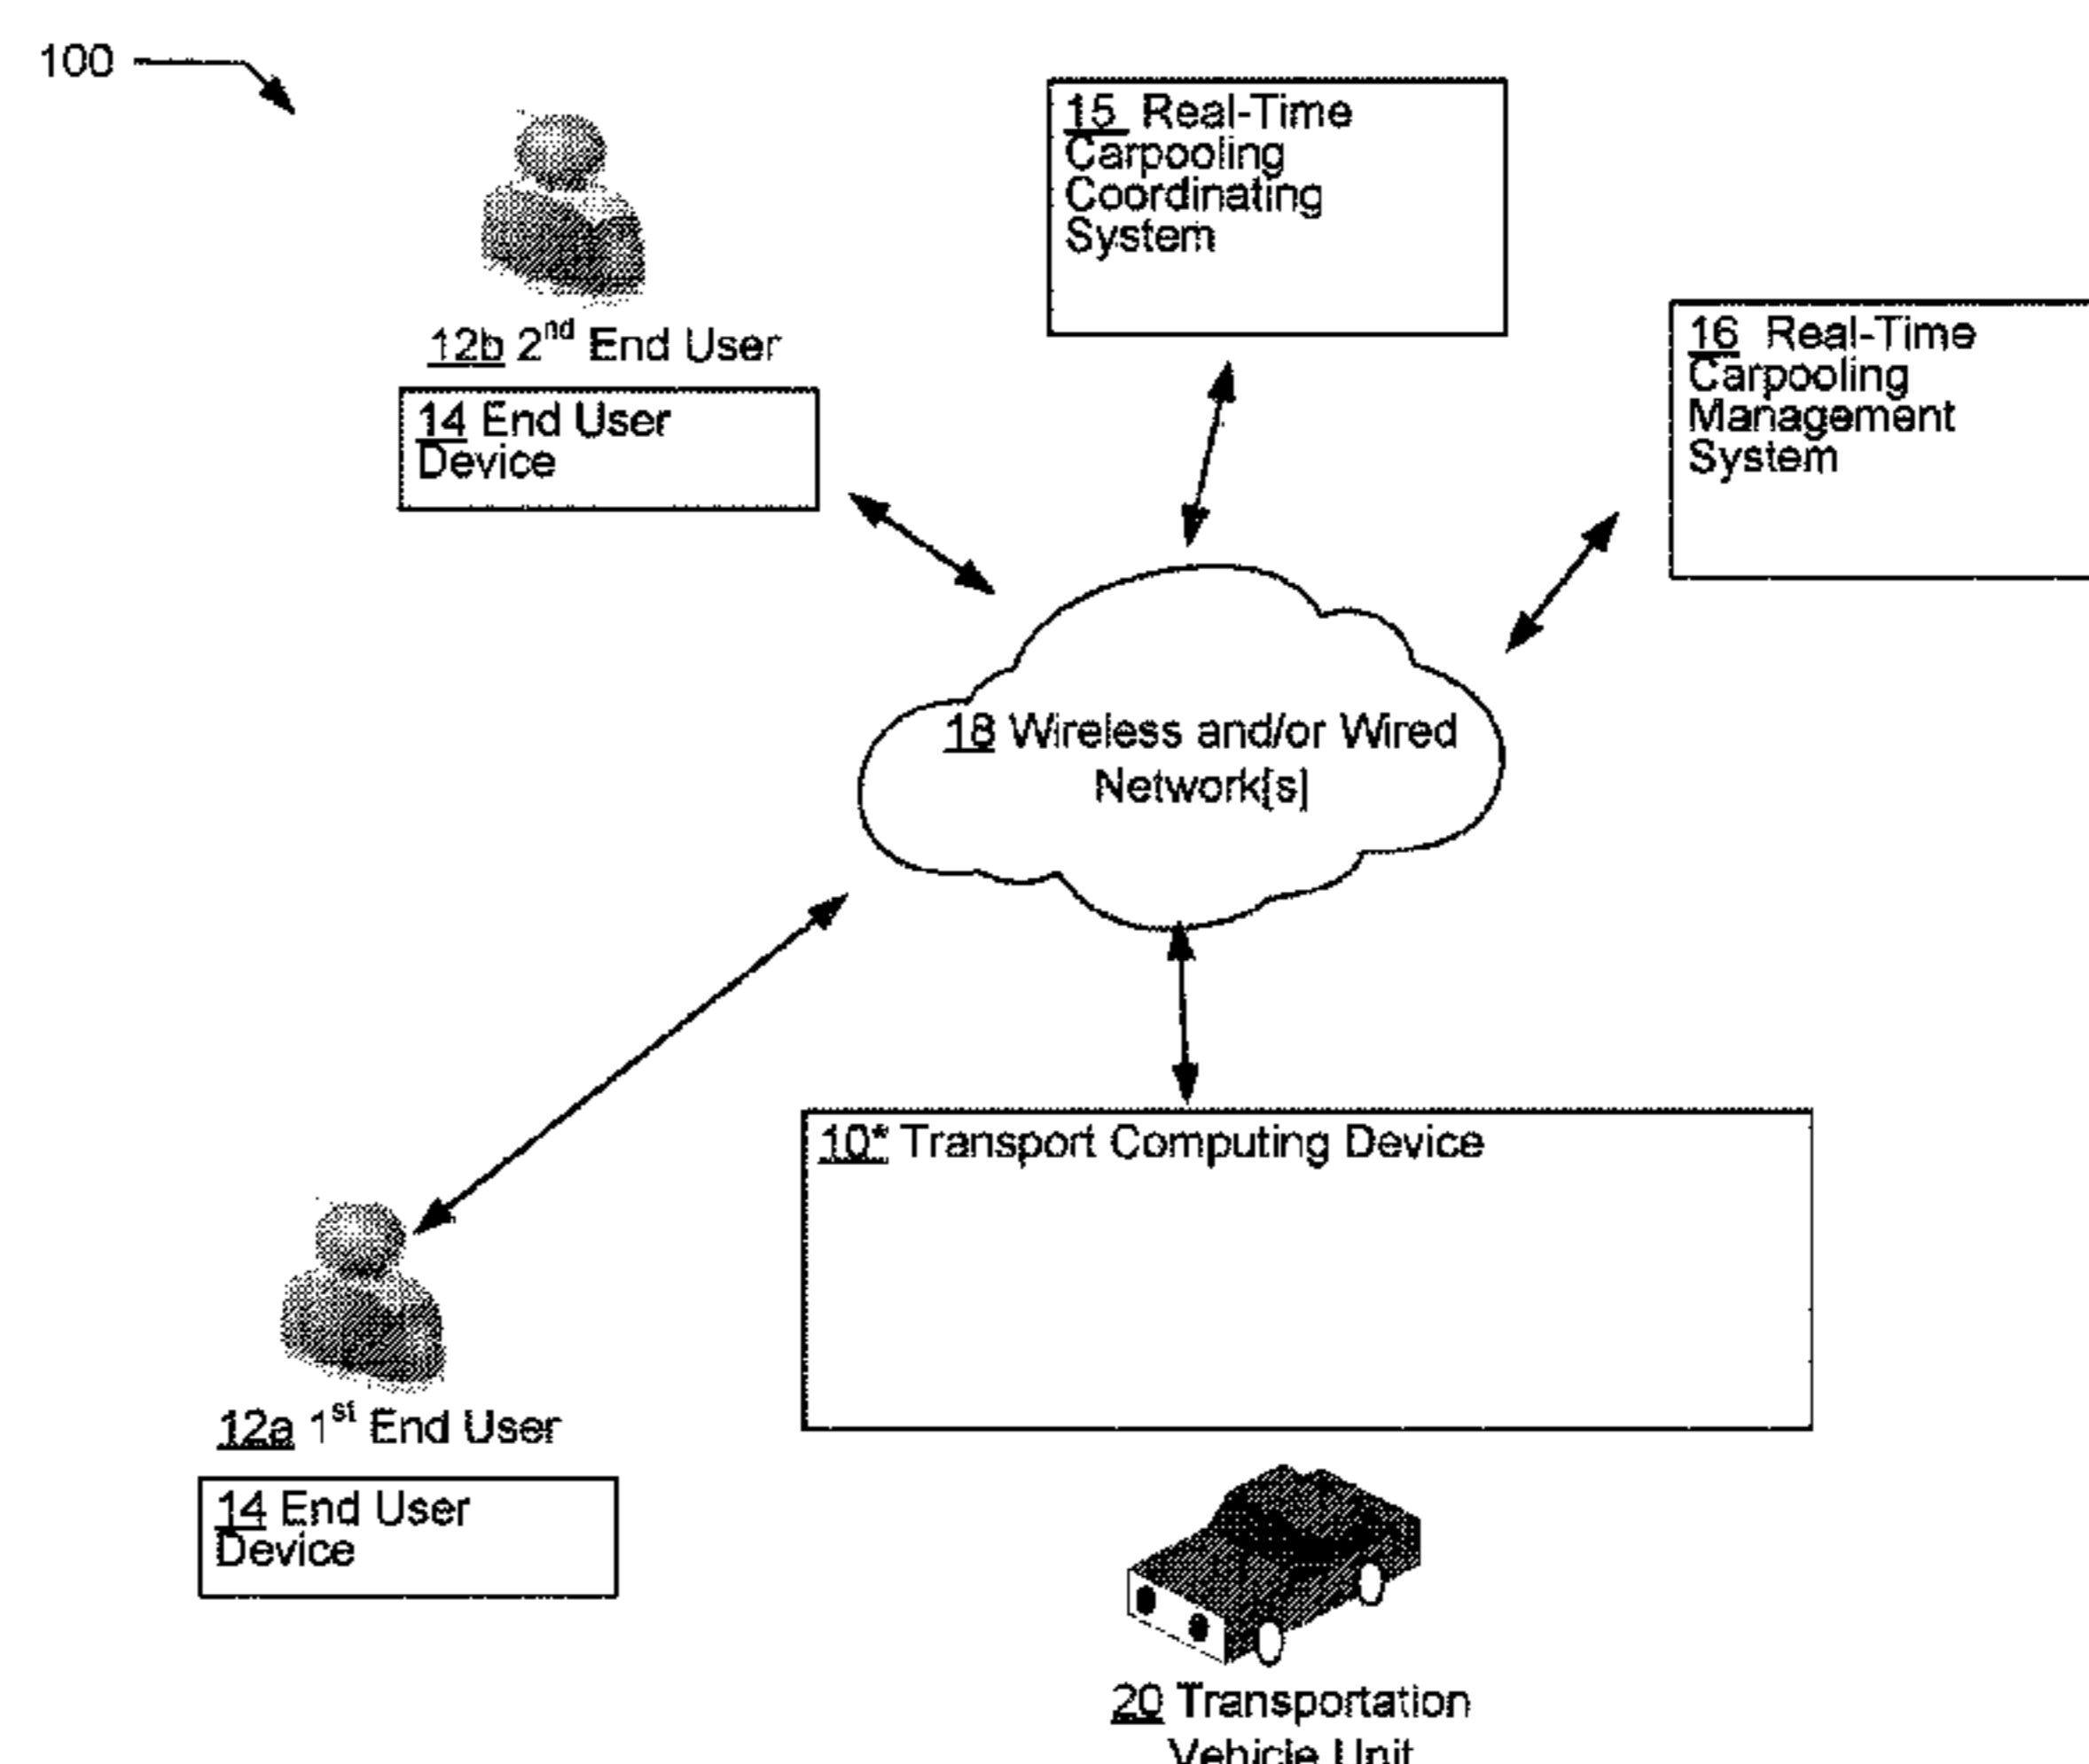 100
15 Real-Time
Carpooling
Coordinating
System
16 Real-Time
Carpooling
Management
System
12b 2nd End User
14 End User
Device
18 Wireless and/or Wired
Network[s]
10* Transport Computing Device
12a 1st End User
14 End User
Device
20 Transportation
Vehicle Unit